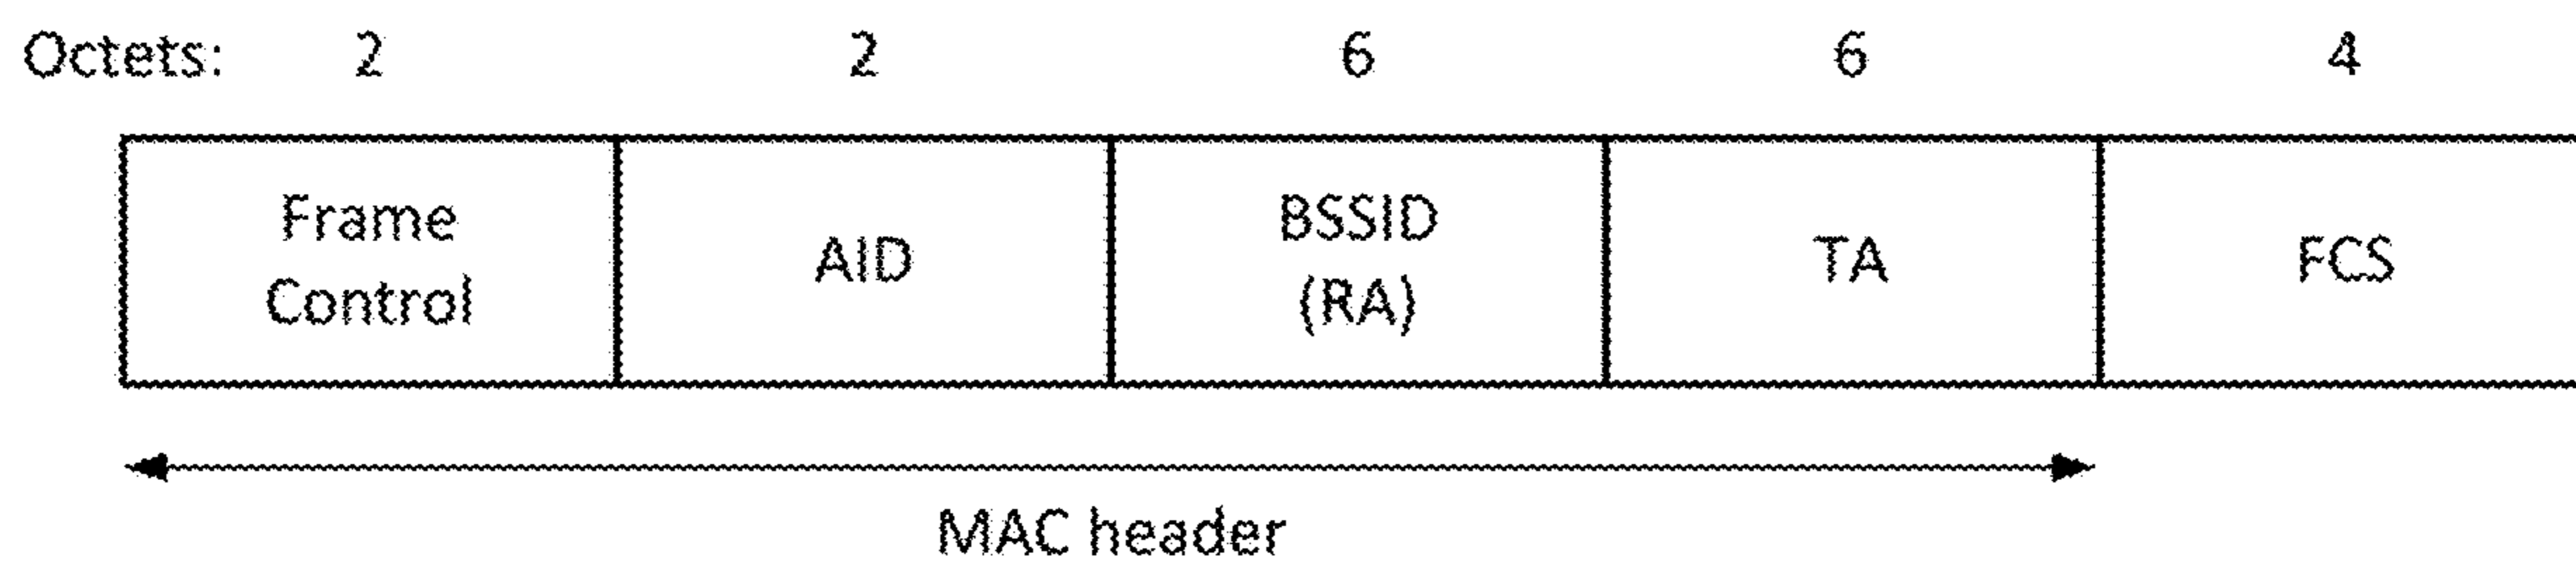 Octets: 2 2 6 6 4
Frame
Control
AID
BSSID
(RA)
TA
FCS
MAC header